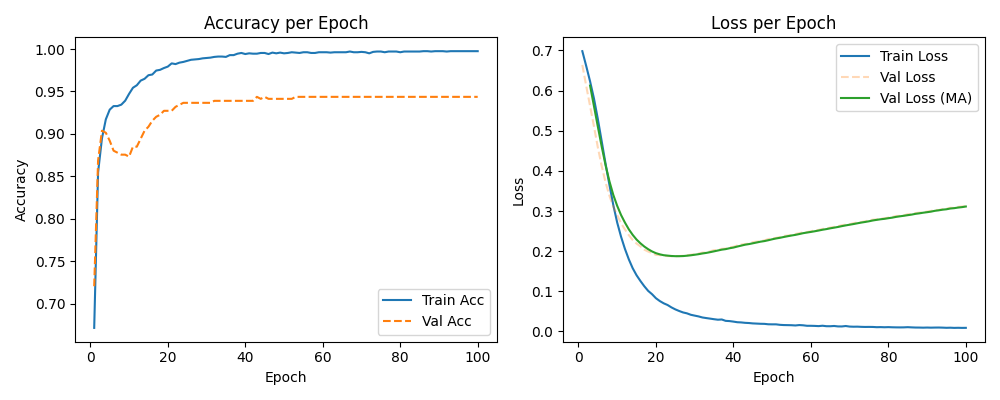 Accuracy per Epoch
1.00
0.95
0.90
0.85
0.80
0.75
0.70
Accuracy
0
20
40
60
80
100
Epoch
Train Acc
Val Acc
Loss per Epoch
0.7
0.6
0.5
0.4
0.3
0.2
0.1
0.0
Loss
0
20
40
60
80
100
Epoch
Train Loss
Val Loss
Val Loss (MA)